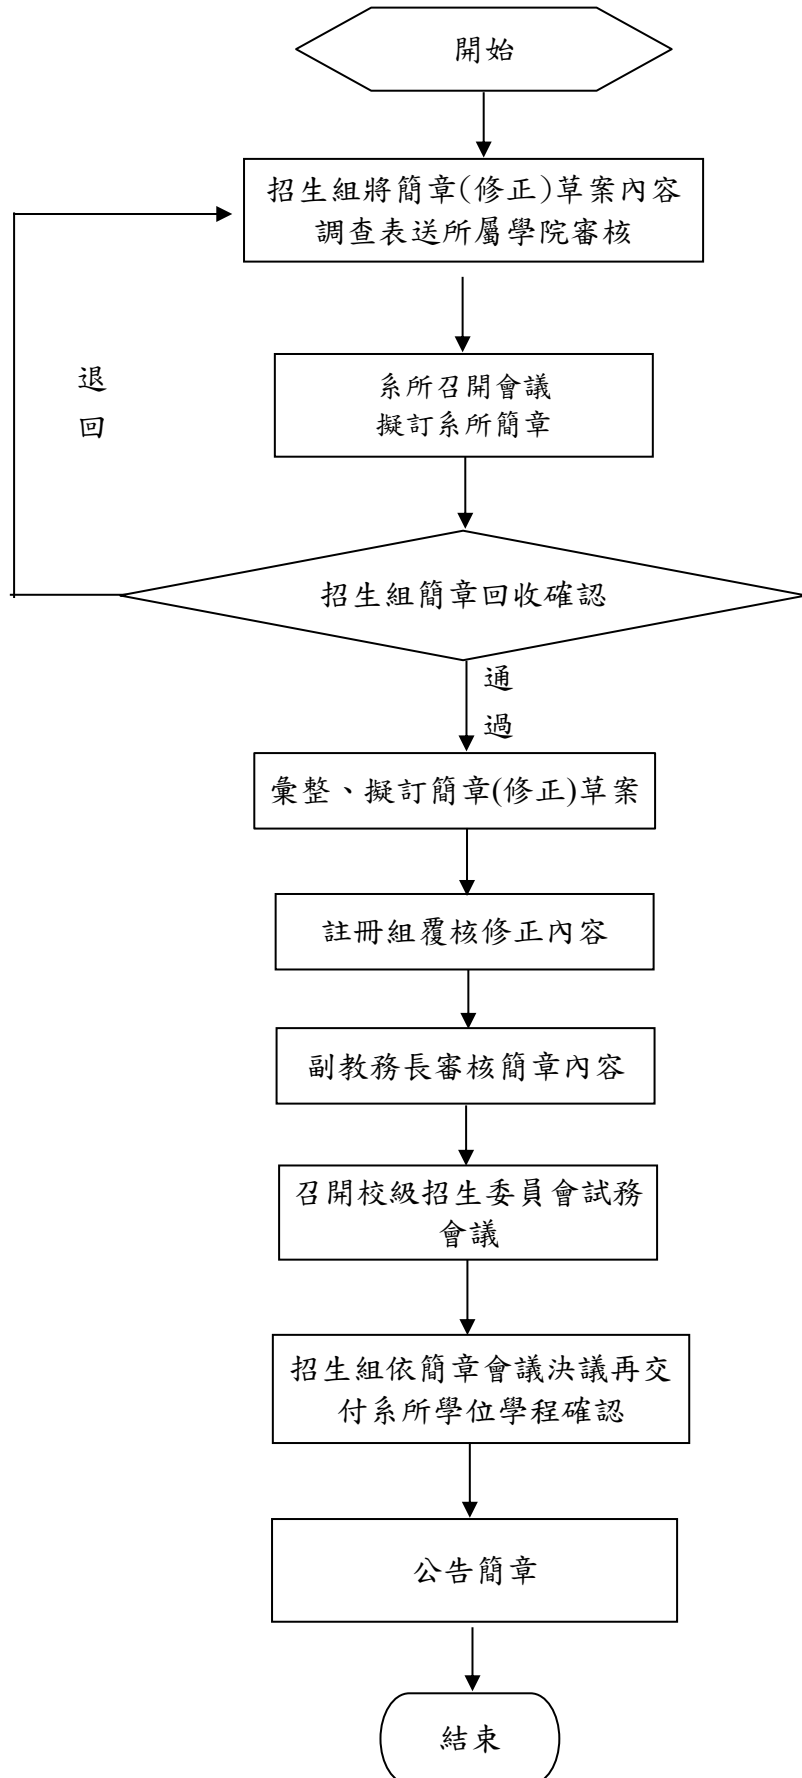 開始
招生組將簡章(修正)草案內容
調查表送所屬學院審核
退
回
系所召開會議
擬訂系所簡章
招生組簡章回收確認
通
過
彙整、擬訂簡章(修正)草案
註冊組覆核修正內容
副教務長審核簡章內容
召開校級招生委員會試務
會議
招生組依簡章會議決議再交
付系所學位學程確認
公告簡章
結束